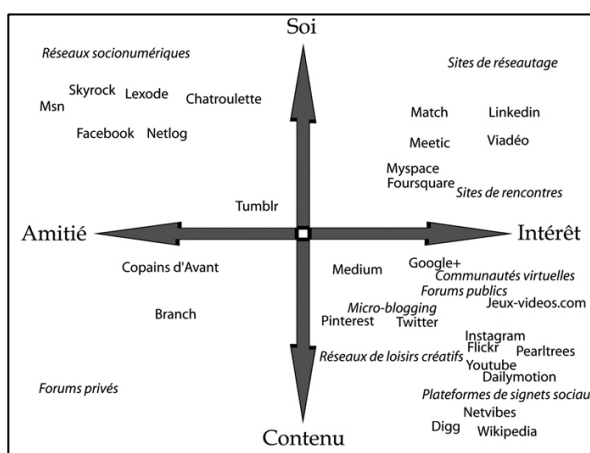 Soi
Réseaux socionumériques
Sites de réseautage
Skyrock
Lexode
Chatroulette
Msn
Match
Linkedin
Facebook
Netlog
Meetic
Viadéo
Myspace
Foursquare
Sites de rencontres
Tumblr
Amitié
Intérêt
Copains d'Avant
Medium
Google+
Communautés virtuelles
Forums publics
Jeux-videos.com
Branch
Micro-blogging
Pinterest
Twitter
Instagram
Flickr
Pearltrees
Réseaux de loisirs créatifs
Youtube
Dailymotion
Forums privés
Plateformes de signets sociau
Netvibes
Digg
Wikipedia
Contenu